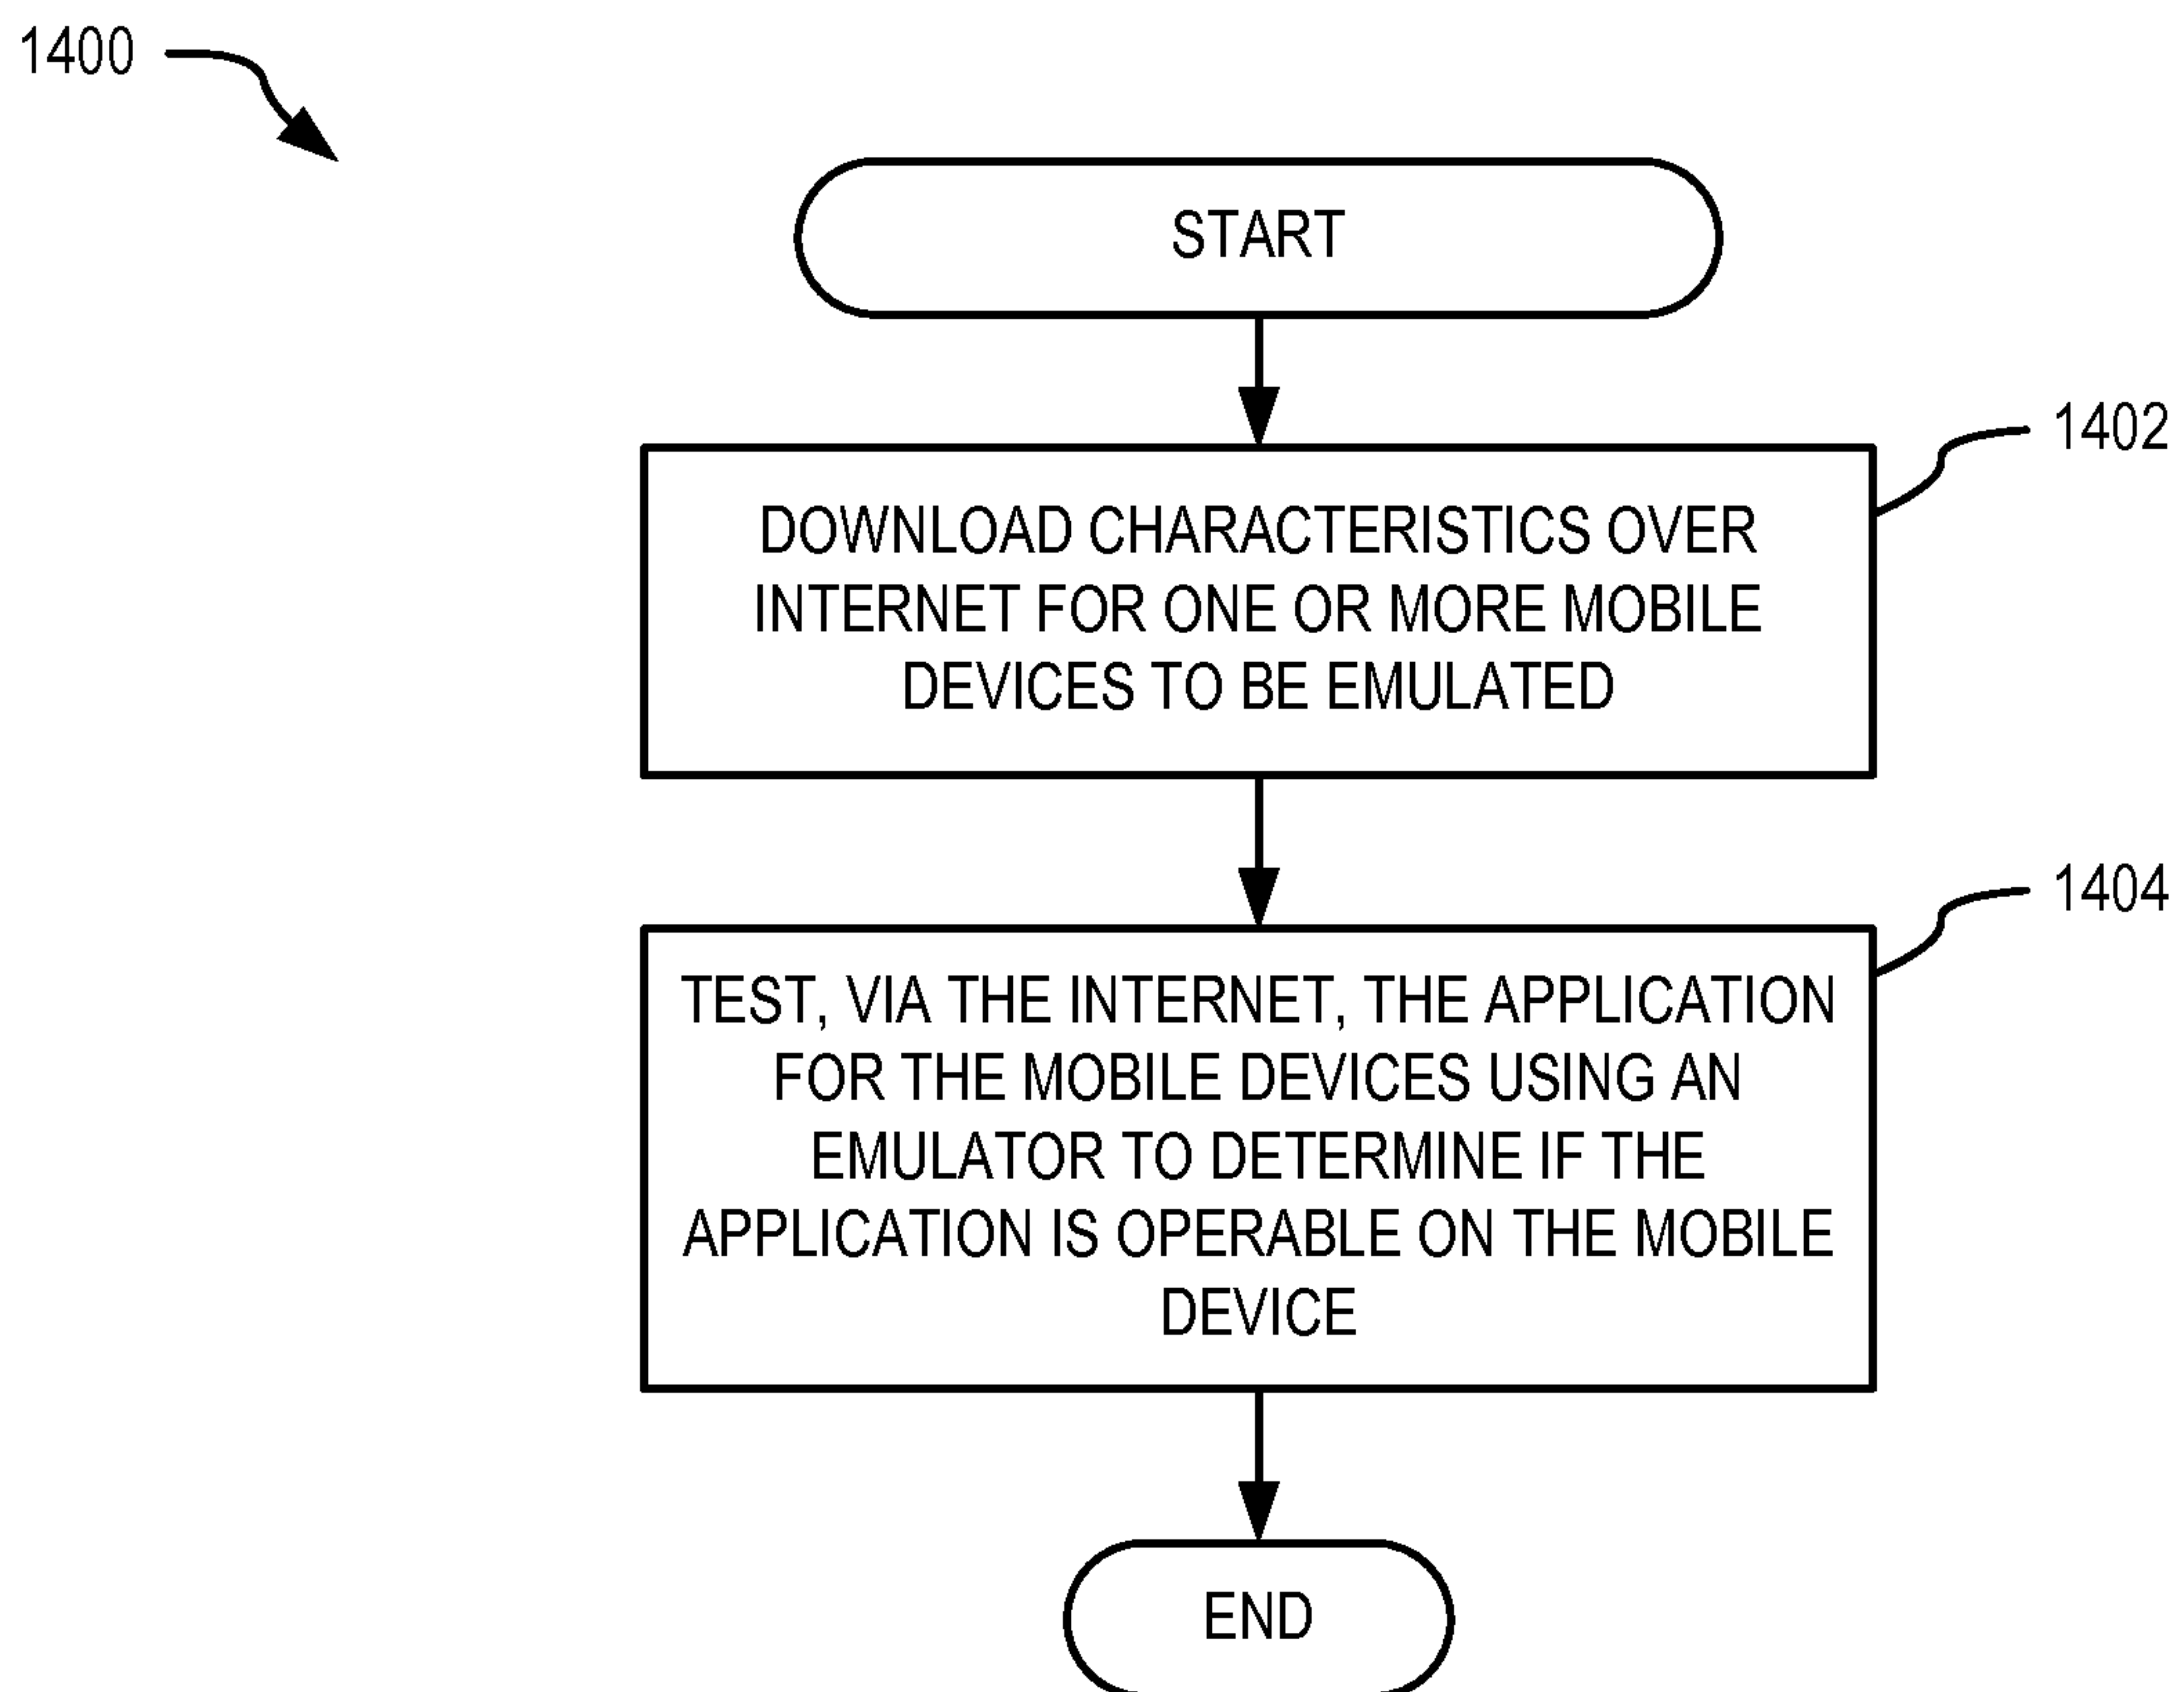 1400
START
1402
DOWNLOAD CHARACTERISTICS OVER
INTERNET FOR ONE OR MORE MOBILE
DEVICES TO BE EMULATED
1404
TEST, VIA THE INTERNET, THE APPLICATION
FOR THE MOBILE DEVICES USING AN
EMULATOR TO DETERMINE IF THE
APPLICATION IS OPERABLE ON THE MOBILE
DEVICE
END